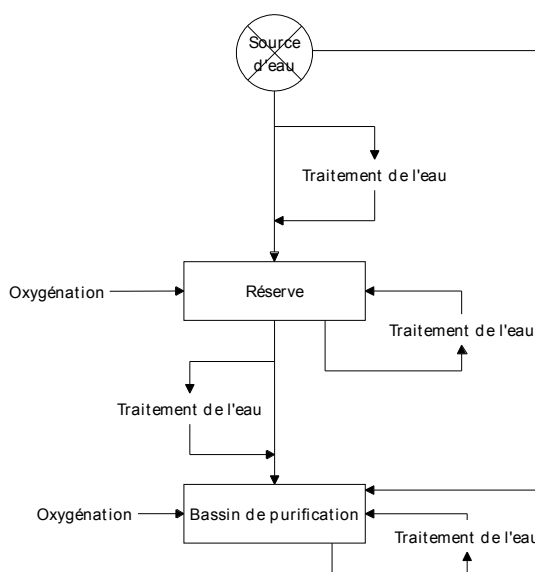 Source
d'eau
Traitement de l'eau
Oxygénation
Réserve
Traitement de l'eau
Traitement de l'eau
Oxygénation
Bassin de purification
Traitement de l'eau